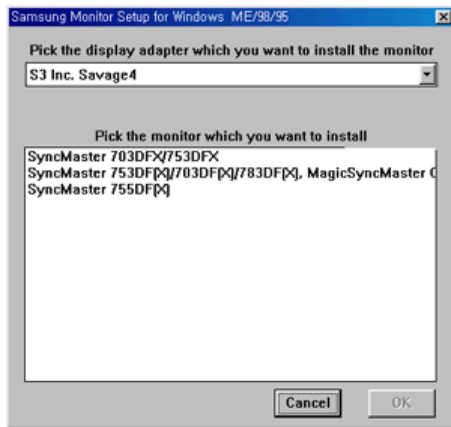 Samsung Monitor Setup for Windows ME/98/95
Pick the display adapter which you want to install the monitor
S3 Inc. Savage4
Pick the monitor which you want to install
SyncMaster 703DFX/753DFX
SyncMaster 753DF[X]/703DF[X]/783DF[X], MagicSyncMaster
SyncMaster 755DF[X]
Cancel OK